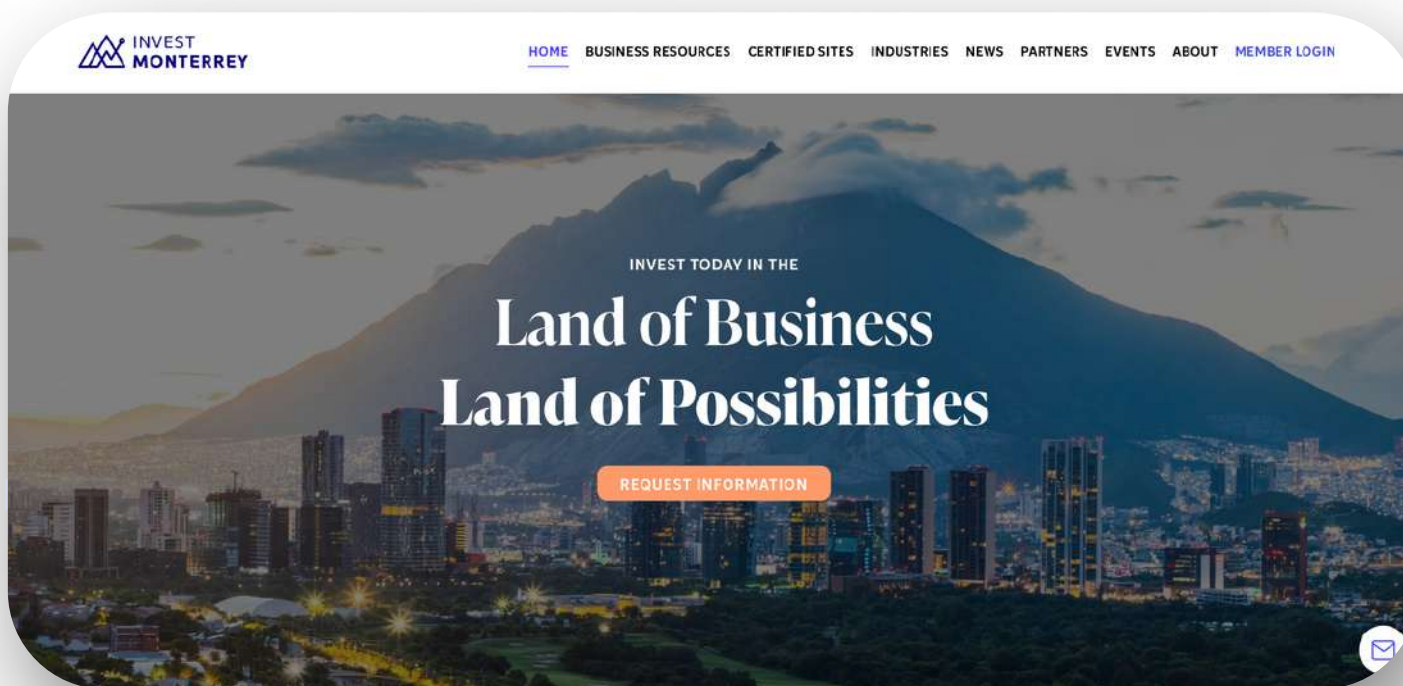 INVEST
MONTERREY
HOME BUSINESS RESOURCES CERTIFIED SITES INDUSTRIES NEWS PARTNERS EVENTS ABOUT MEMBER LOGIN
INVEST TODAY IN THE
Land of Business
Land of Possibilities
REQUEST INFORMATION